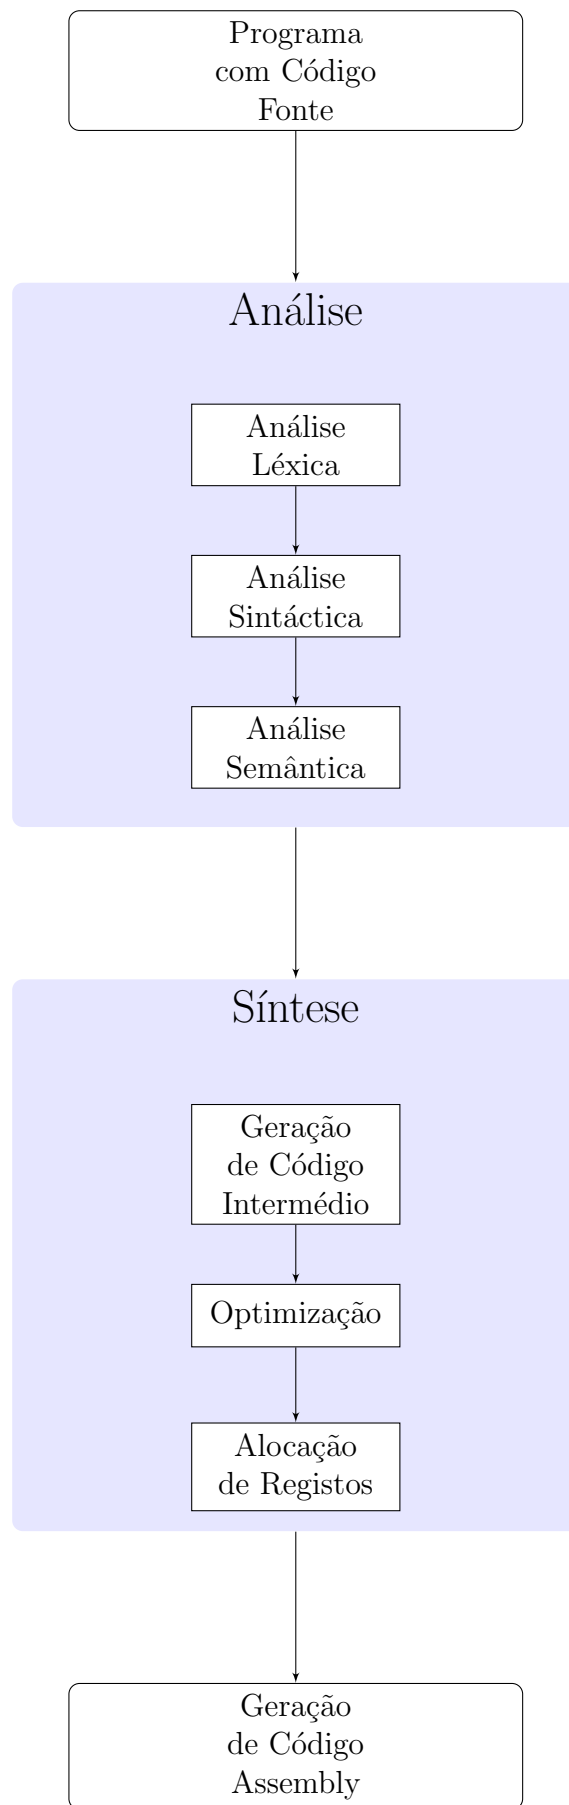 Programa
com Código
Fonte
Análise
Análise
Léxica
Análise
Sintáctica
Análise
Semântica
Síntese
Geração
de Código
Intermédio
Optimização
Alocação
de Registos
Geração
de Código
Assembly